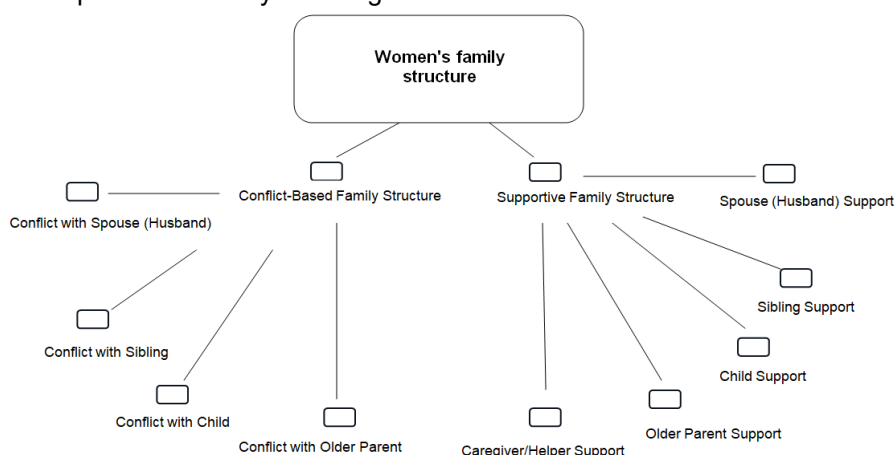 Women's family
structure
Conflict-Based Family Structure
Supportive Family Structure
Spouse (Husband) Support
Conflict with Spouse (Husband)
Sibling Support
Conflict with Sibling
Child Support
Conflict with Child
Older Parent Support
Conflict with Older Parent
Caregiver/Helper Support